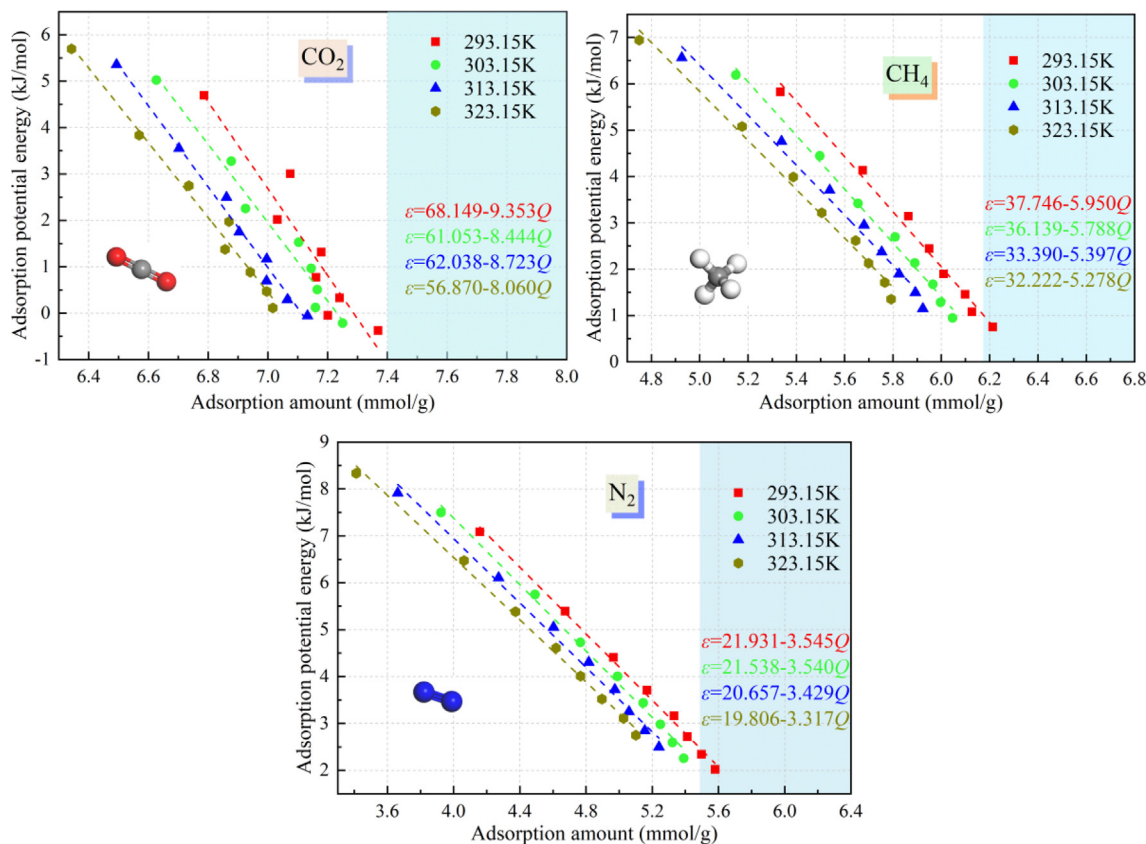 CO₂
293.15K
303.15K
313.15K
323.15K
ε=68.149-9.353Q
ε=61.053-8.444Q
ε=62.038-8.723Q
ε=56.870-8.060Q
Adsorption potential energy (kJ/mol)
6
5
4
3
2
1
0
-1
6.4 6.6 6.8 7.0 7.2 7.4 7.6 7.8 8.0
Adsorption amount (mmol/g)
CH₄
293.15K
303.15K
313.15K
323.15K
ε=37.746-5.950Q
ε=36.139-5.788Q
ε=33.390-5.397Q
ε=32.222-5.278Q
Adsorption potential energy (kJ/mol)
7
6
5
4
3
2
1
0
4.8 5.0 5.2 5.4 5.6 5.8 6.0 6.2 6.4 6.6 6.8
Adsorption amount (mmol/g)
N₂
293.15K
303.15K
313.15K
323.15K
ε=21.931-3.545Q
ε=21.538-3.540Q
ε=20.657-3.429Q
ε=19.806-3.317Q
Adsorption potential energy (kJ/mol)
9
8
7
6
5
4
3
2
3.6 4.0 4.4 4.8 5.2 5.6 6.0 6.4
Adsorption amount (mmol/g)